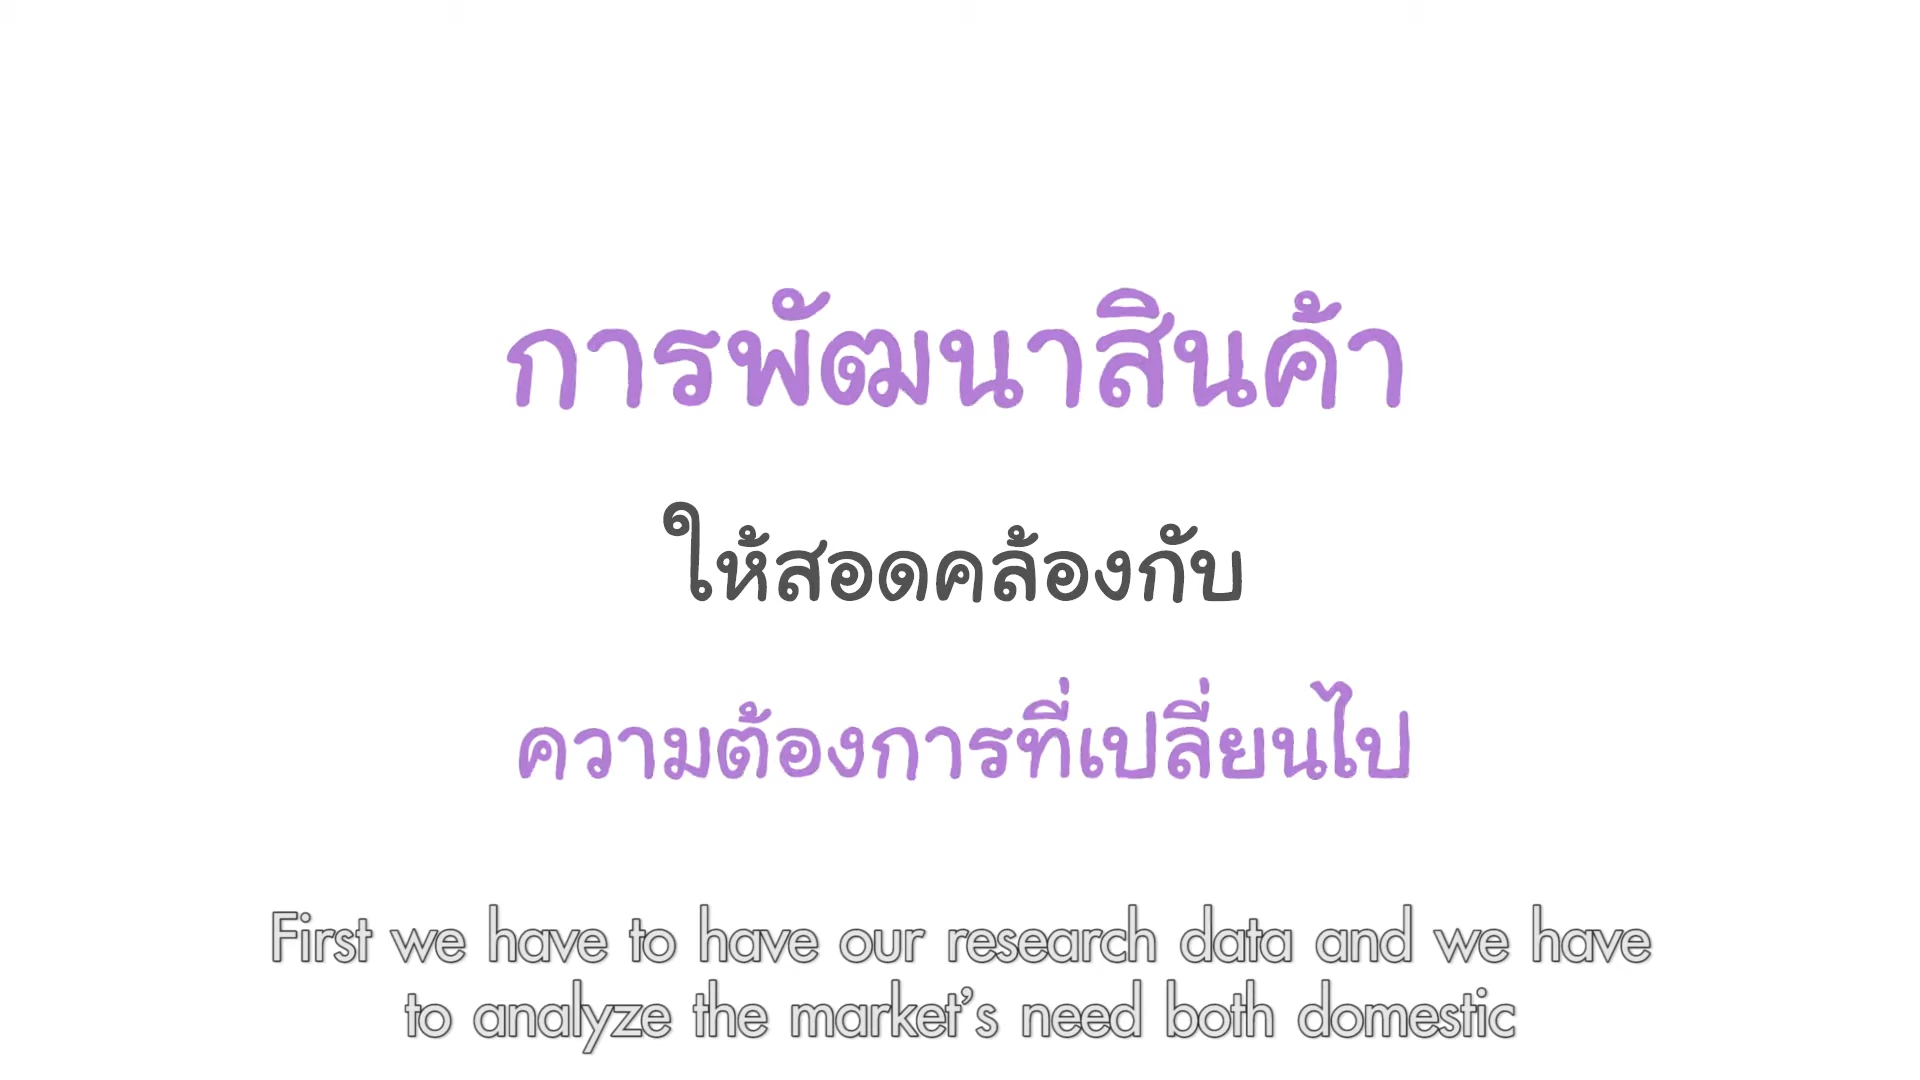 การพัฒนาสินค้า
ให้สอดคล้องกับ
ความต้องการที่เปลี่ยนไป
First we have to have our research data and we have
to analyze the market’s need both domestic